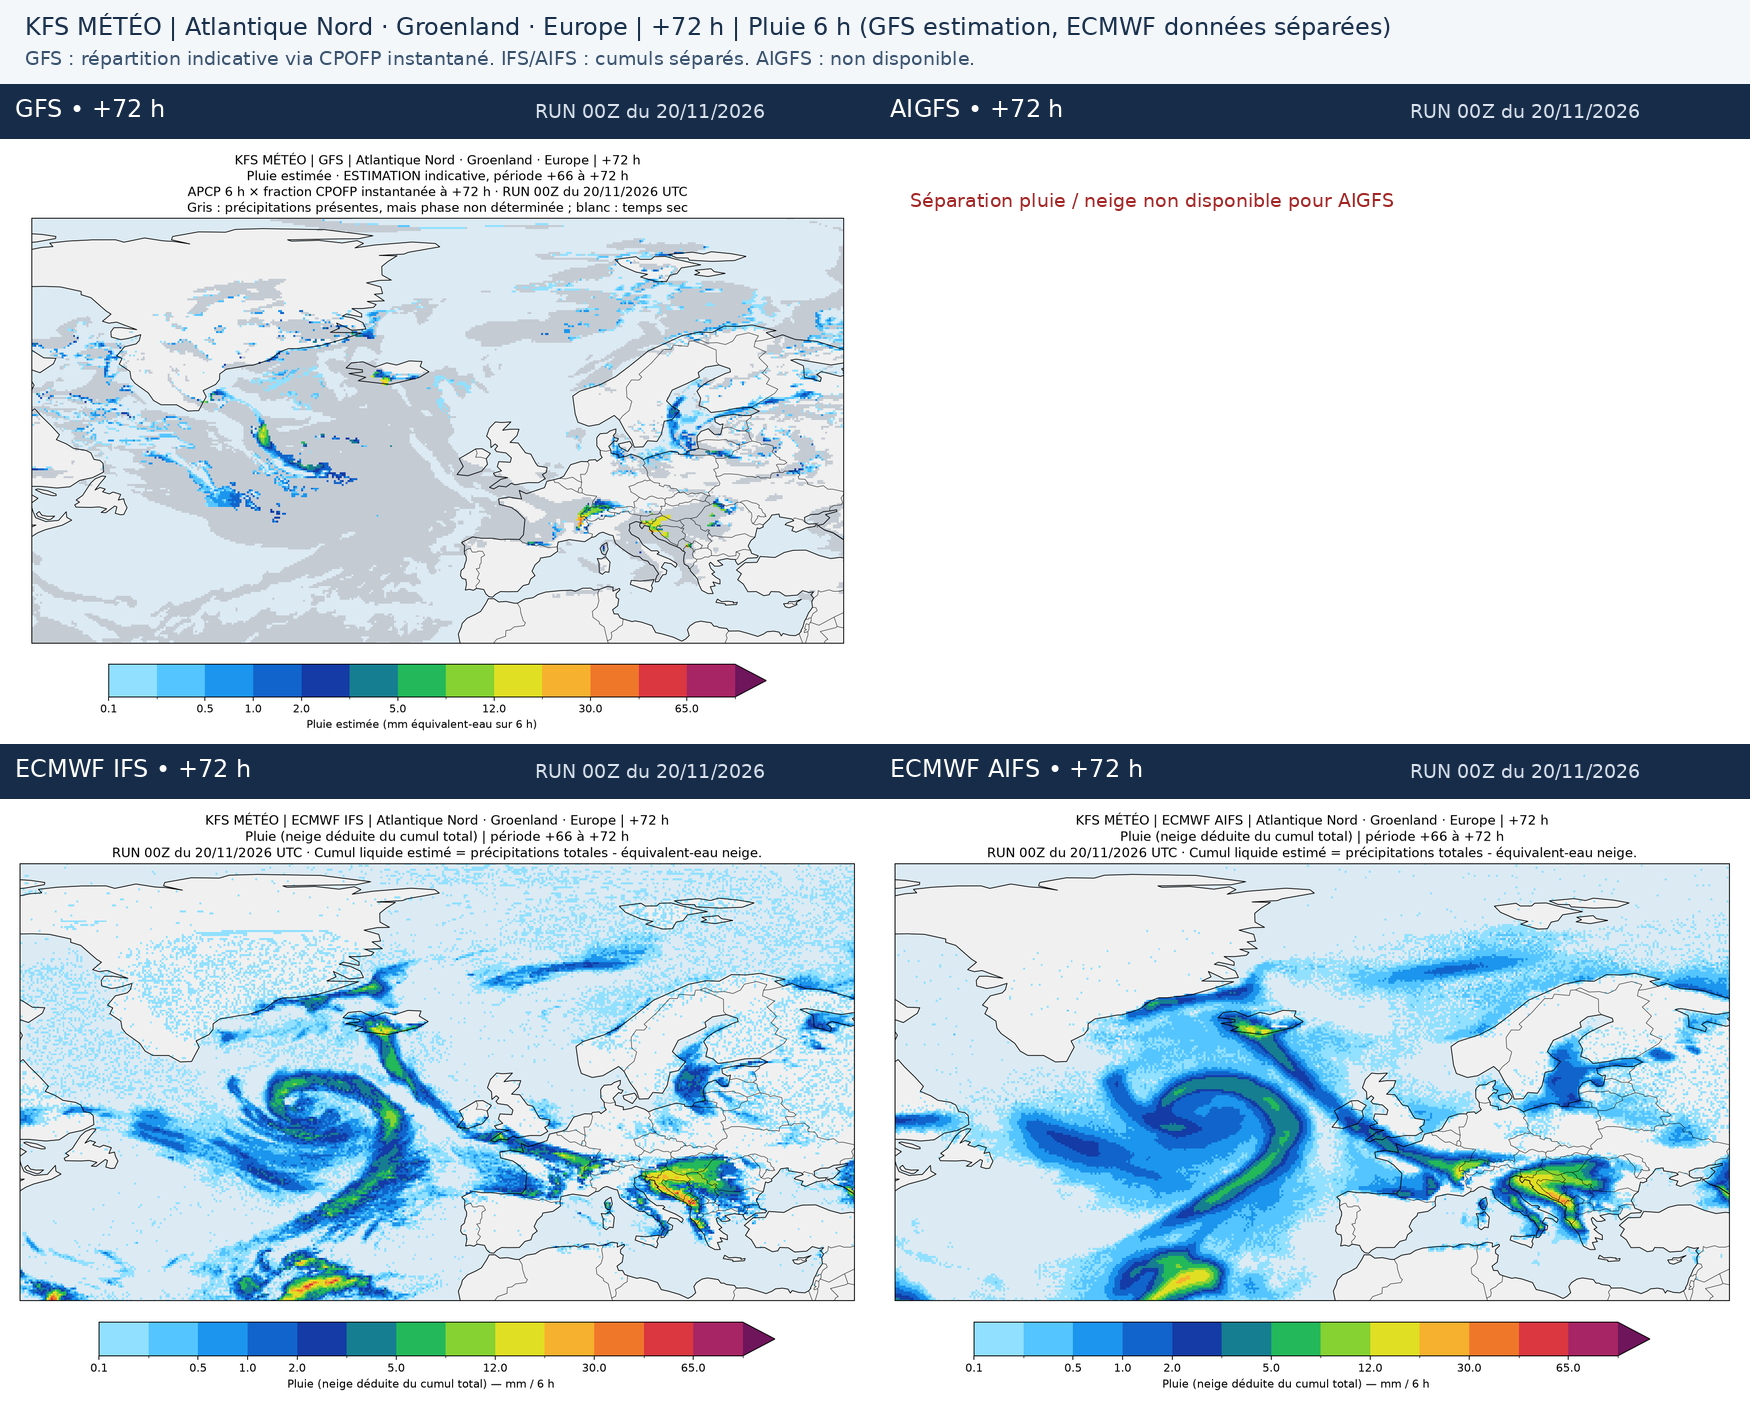 KFS MÉTÉO | Atlantique Nord · Groenland · Europe | +72 h | Pluie 6 h (GFS estimation, ECMWF données séparées)
GFS : répartition indicative via CPOFP instantané. IFS/AIFS : cumuls séparés. AIGFS : non disponible.
GFS • +72 h
RUN 00Z du 20/11/2026
AIGFS • +72 h
RUN 00Z du 20/11/2026
KFS MÉTÉO | GFS | Atlantique Nord · Groenland · Europe | +72 h
Pluie estimée · ESTIMATION indicative, période +66 à +72 h
APCP 6 h × fraction CPOFP instantanée à +72 h · RUN 00Z du 20/11/2026 UTC
Gris : précipitations présentes, mais phase non déterminée ; blanc : temps sec
Séparation pluie / neige non disponible pour AIGFS
0.1 0.5 1.0 2.0 5.0 12.0 30.0 65.0
Pluie estimée (mm équivalent-eau sur 6 h)
ECMWF IFS • +72 h
RUN 00Z du 20/11/2026
ECMWF AIFS • +72 h
RUN 00Z du 20/11/2026
KFS MÉTÉO | ECMWF IFS | Atlantique Nord · Groenland · Europe | +72 h
Pluie (neige déduite du cumul total) | période +66 à +72 h
RUN 00Z du 20/11/2026 UTC · Cumul liquide estimé = précipitations totales - équivalent-eau neige.
0.1 0.5 1.0 2.0 5.0 12.0 30.0 65.0
Pluie (neige déduite du cumul total) — mm / 6 h
KFS MÉTÉO | ECMWF AIFS | Atlantique Nord · Groenland · Europe | +72 h
Pluie (neige déduite du cumul total) | période +66 à +72 h
RUN 00Z du 20/11/2026 UTC · Cumul liquide estimé = précipitations totales - équivalent-eau neige.
0.1 0.5 1.0 2.0 5.0 12.0 30.0 65.0
Pluie (neige déduite du cumul total) — mm / 6 h